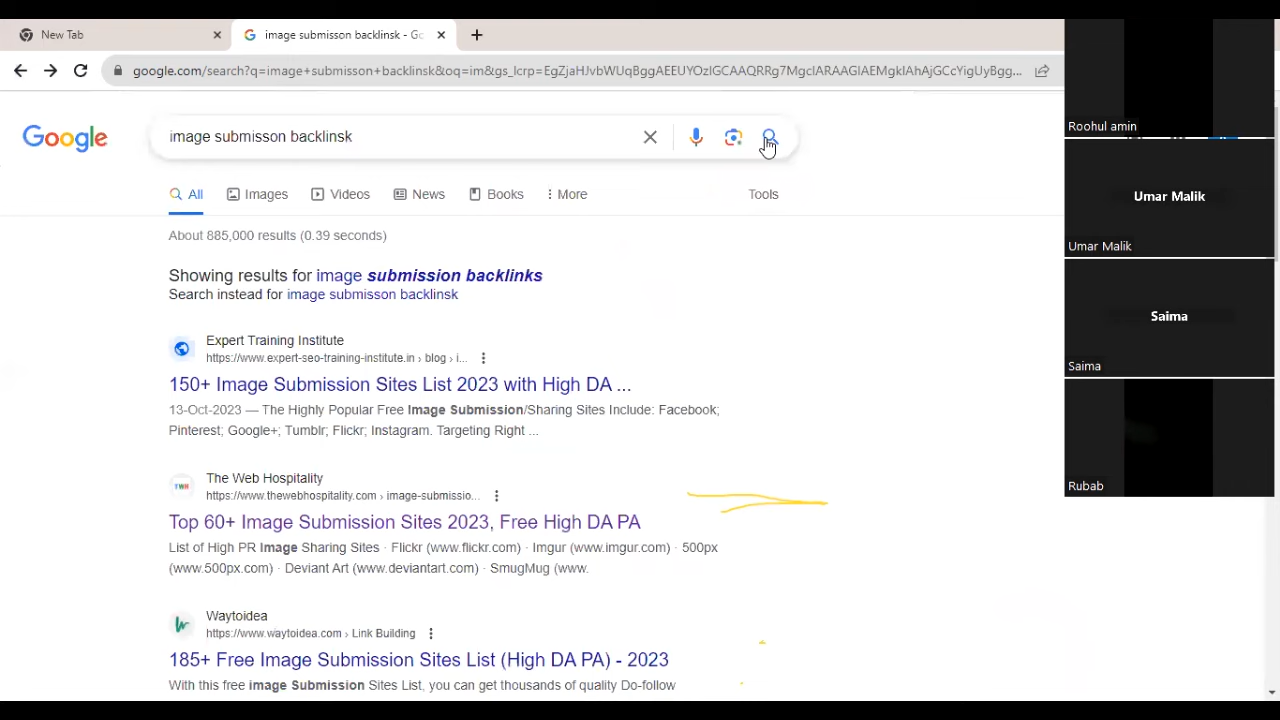 New Tab
image submisson backlinsk - Go
google.com/search?q=image+submisson+backlinsk&oq=im&gs_lcrp=EgZjaHJvbWUqBggAEEUYOzIGCAAQRRg7MgcIARAAGIAEMgkIAhAjGCcYigUyBgg...
Google
image submisson backlinsk
All
Images
Videos
News
Books
More
Tools
About 885,000 results (0.39 seconds)
Showing results for image submission backlinks
Search instead for image submisson backlinsk
Expert Training Institute
https://www.expert-seo-training-institute.in › blog › i...
150+ Image Submission Sites List 2023 with High DA ...
13-Oct-2023 — The Highly Popular Free Image Submission/Sharing Sites Include: Facebook;
Pinterest; Google+; Tumblr; Flickr; Instagram. Targeting Right ...
The Web Hospitality
TWH
https://www.thewebhospitality.com › image-submissio...
Top 60+ Image Submission Sites 2023, Free High DA PA
List of High PR Image Sharing Sites · Flickr (www.flickr.com) · Imgur (www.imgur.com) · 500px
(www.500px.com) · Deviant Art (www.deviantart.com) · SmugMug (www.
Waytoidea
https://www.waytoidea.com › Link Building
185+ Free Image Submission Sites List (High DA PA) - 2023
With this free image Submission Sites List, you can get thousands of quality Do-follow
Roohul amin
Umar Malik
Umar Malik
Saima
Saima
Rubab